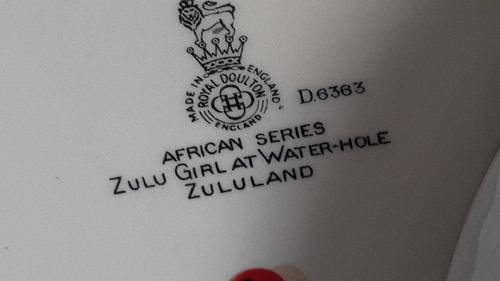 MADE IN ENGLAND
ROYAL DOULTON
ENGLAND
D.6363
AFRICAN SERIES
ZULU GIRL AT WATER-HOLE
ZULULAND